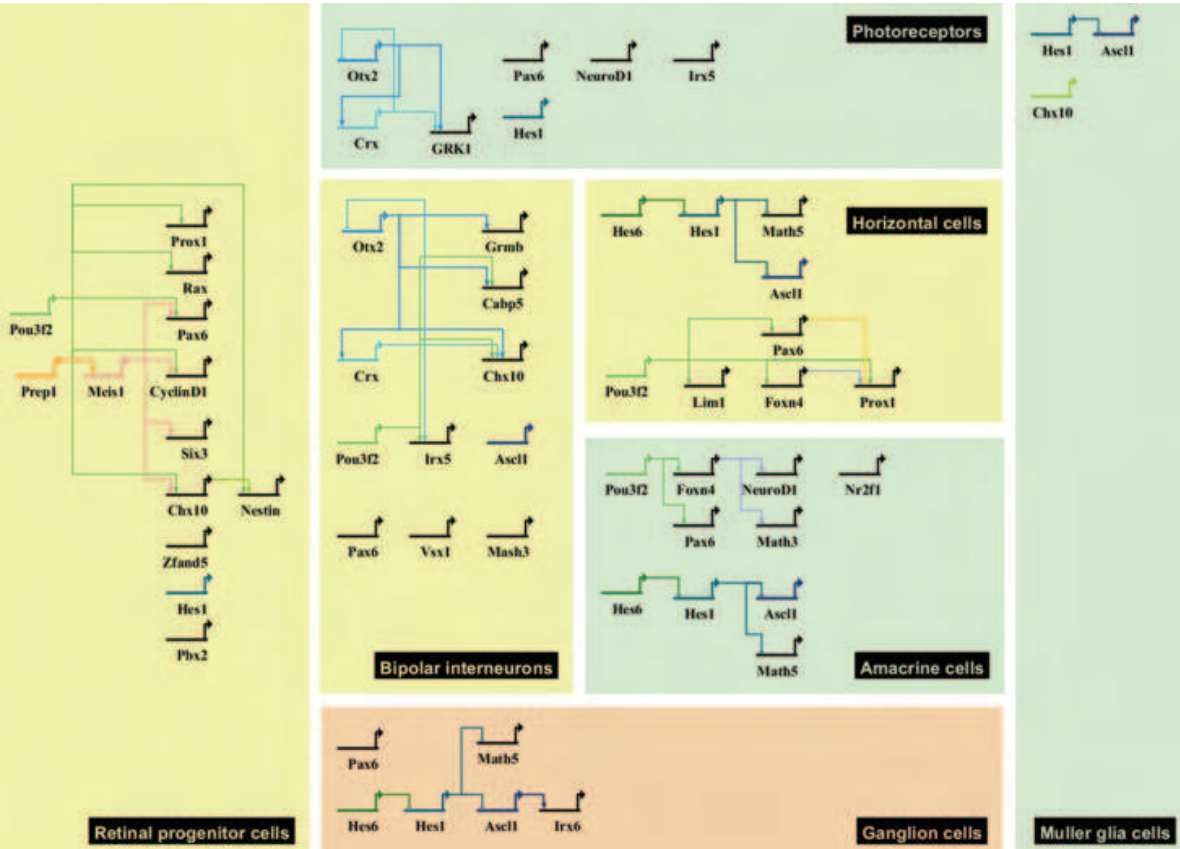 Prox1
Rax
Pou3f2
Pax6
Prep1 Meis1 CyclinD1
Six3
Chx10 Nestin
Zfand5
Hes1
Pbx2
Retinal progenitor cells
Photoreceptors
Otx2 Pax6 NeuroD1 Irx5
Crx GRK1 Hes1
Otx2 Grmb
Cabp5
Crx Chx10
Pou3f2 Irx5 Ascl1
Pax6 Vsx1 Mash3
Bipolar interneurons
Horizontal cells
Hes6 Hes1 Math5
Ascl1
Pax6
Pou3f2 Lim1 Foxn4 Prox1
Pou3f2 Foxn4 NeuroD1 Nr2f1
Pax6 Math3
Hes6 Hes1 Ascl1
Math5
Amacrine cells
Pax6 Math5
Hes6 Hes1 Ascl1 Irx6
Ganglion cells
Hes1 Ascl1
Chx10
Muller glia cells